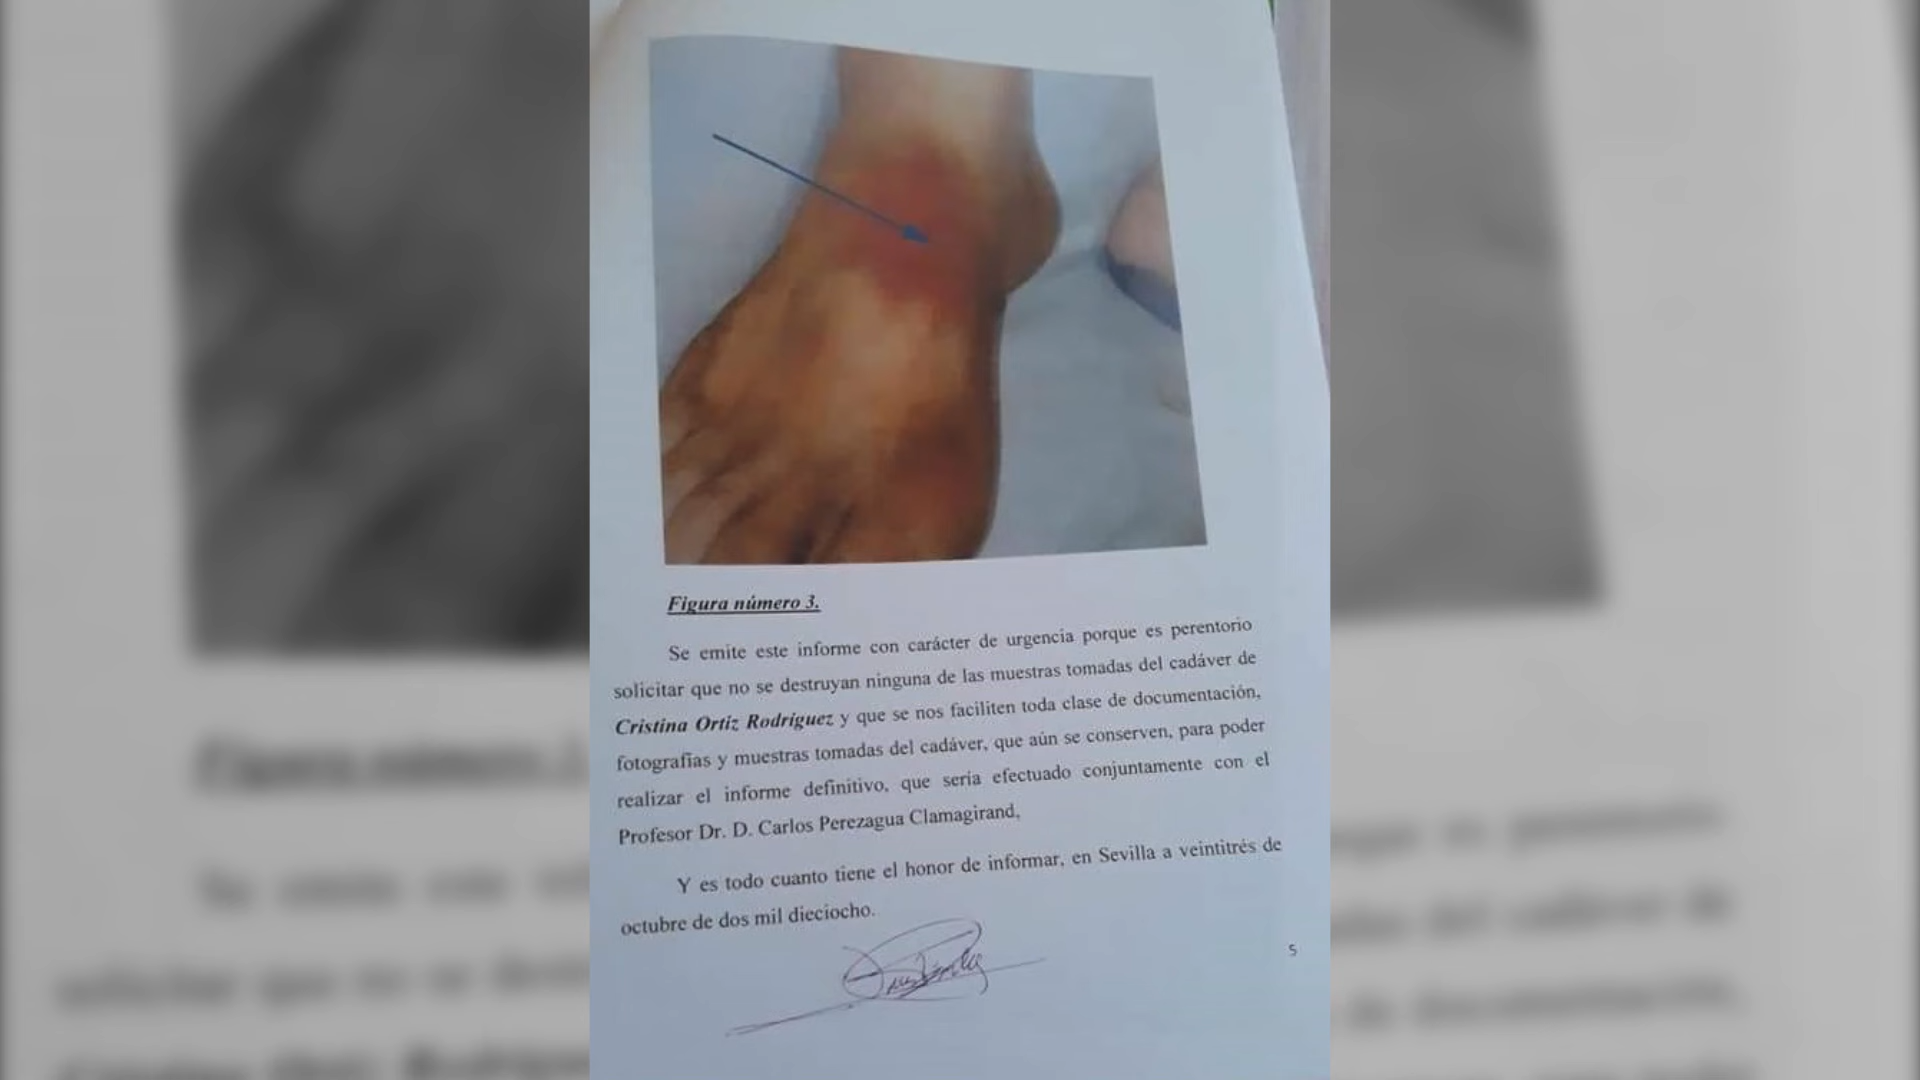 Figura número 3.
Se emite este informe con carácter de urgencia porque es perentorio
solicitar que no se destruyan ninguna de las muestras tomadas del cadáver de
Cristina Ortiz Rodríguez y que se nos faciliten toda clase de documentación,
fotografías y muestras tomadas del cadáver, que aún se conserven, para poder
realizar el informe definitivo, que sería efectuado conjuntamente con el
Profesor Dr. D. Carlos Perezagua Clamagirand,
Y es todo cuanto tiene el honor de informar, en Sevilla a veintitrés de
octubre de dos mil dieciocho.
5